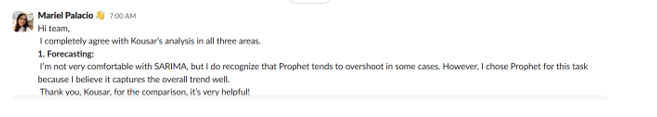 Mariel Palacio 7:00 AM
Hi team,
I completely agree with Kousar's analysis in all three areas.
1. Forecasting:
I'm not very comfortable with SARIMA, but I do recognize that Prophet tends to overshoot in some cases. However, I chose Prophet for this task
because I believe it captures the overall trend well.
Thank you, Kousar, for the comparison, it's very helpful!